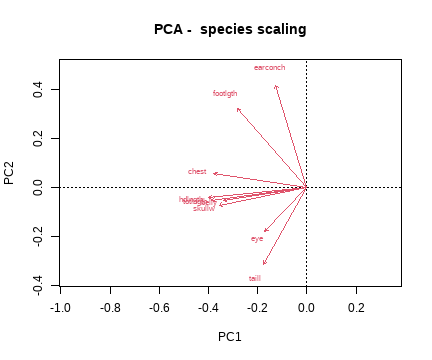 PCA -  species scaling
earconch
footlgth
chest
skullw
eye
taill
PC2
0.4
0.2
0.0
-0.2
-0.4
-1.0
-0.8
-0.6
-0.4
-0.2
0.0
0.2
PC1